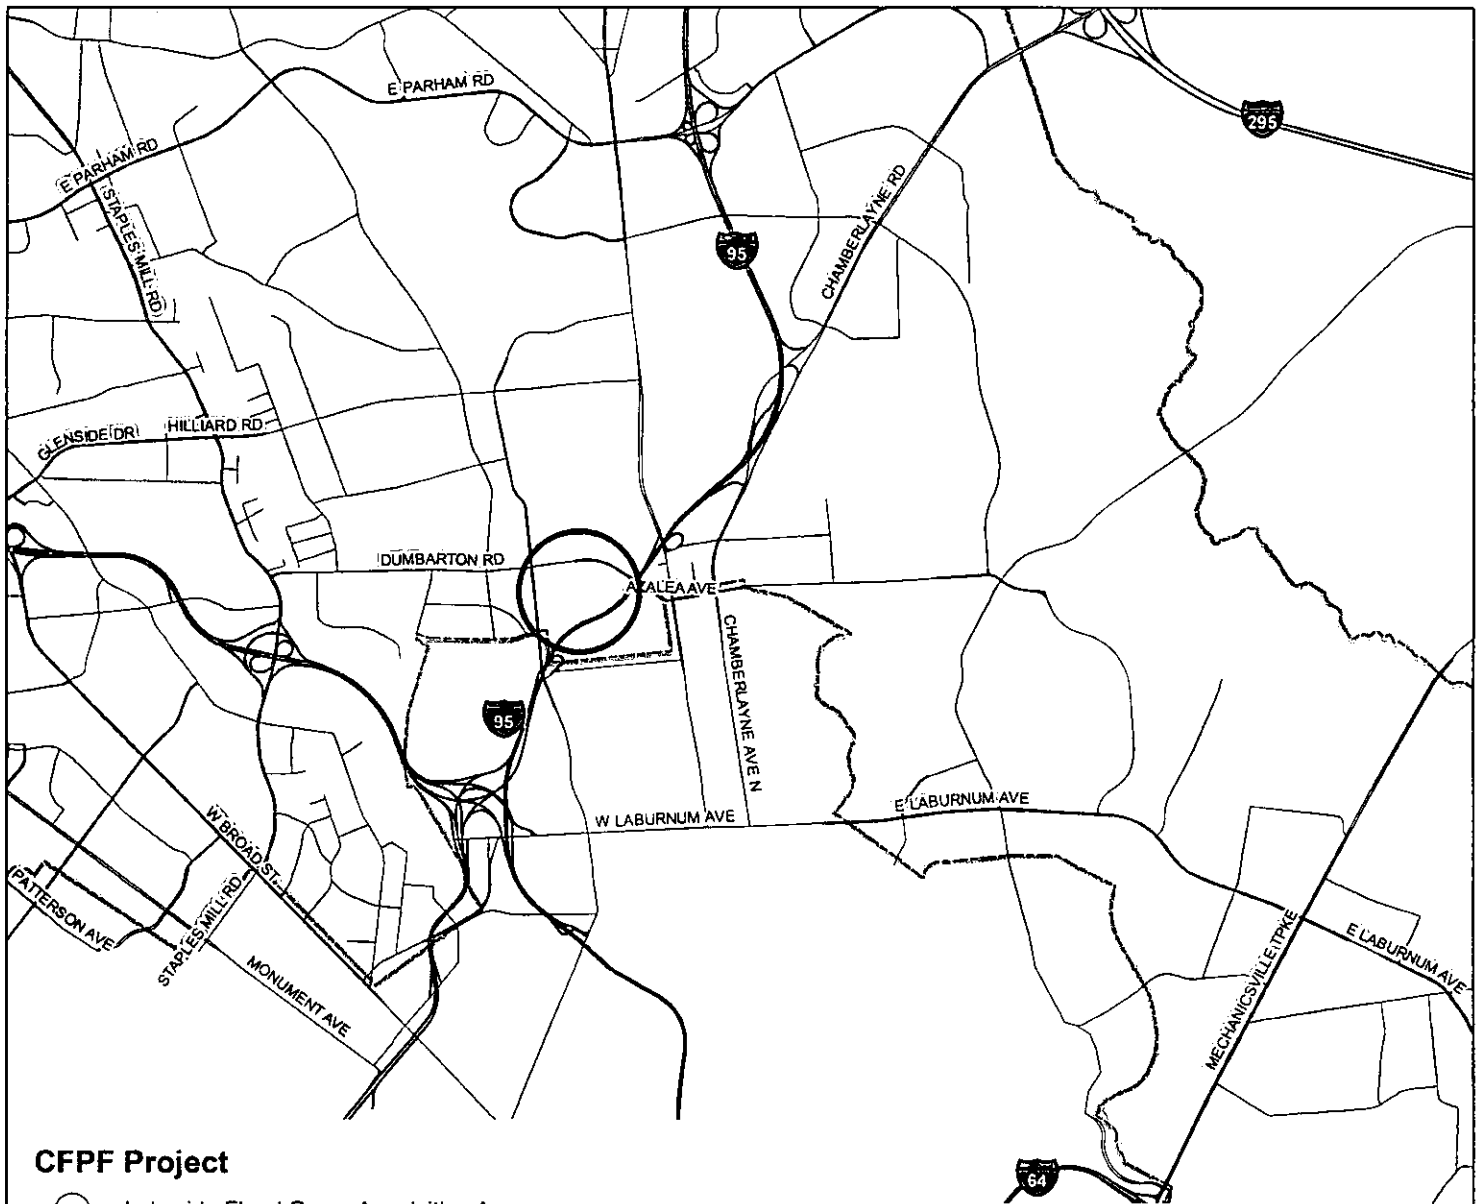 E PARHAM RD
295
E PARHAM RD
CHAMBERLAYNE RD
STAPLES MILL RD
95
HILLIARD RD
GLENSIDE DR
DUMBARTON RD
AZALEA AVE
CHAMBERLAYNE AVE N
95
E LABURNUM AVE
W LABURNUM AVE
W BROAD ST
PATTERSON AVE
STAPLES MILL RD
MONUMENT AVE
E LABURNUM AVE
MECHANICSVILLE TPKE
CFPF Project
64